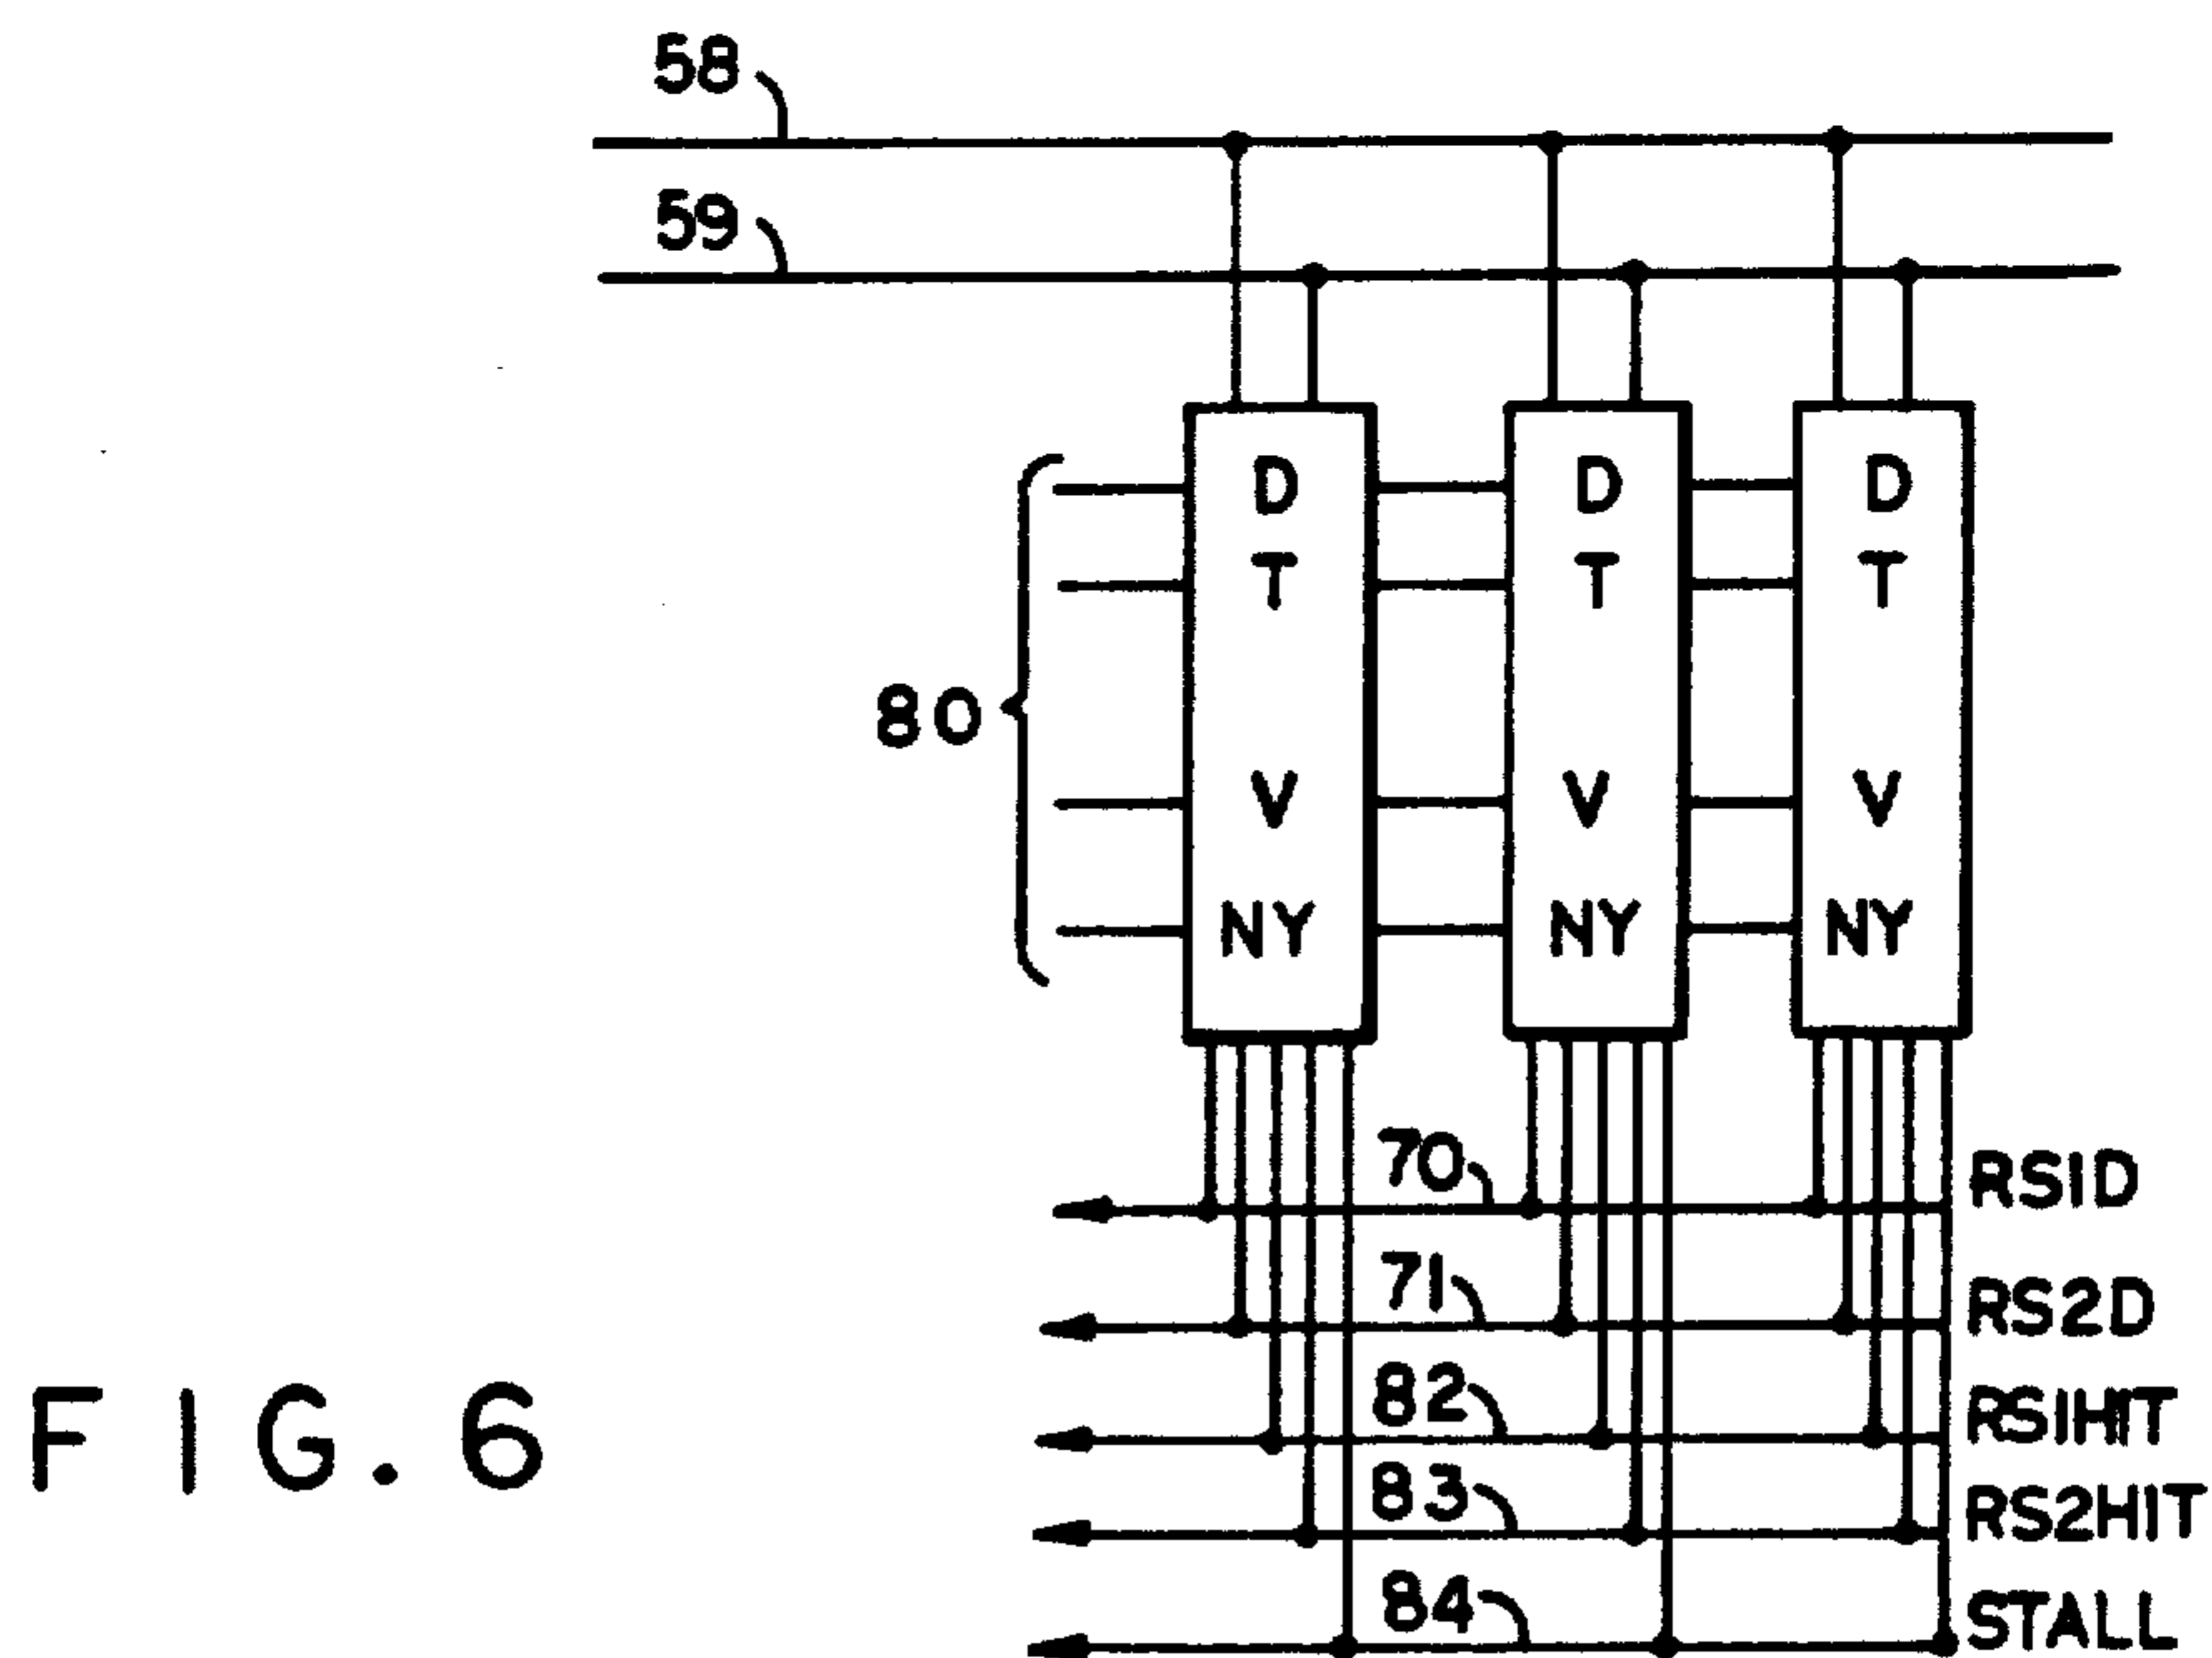 58
59
D D D
T T T
80
V V V
NY NY NY
70 RS1D
71 RS2D
82 RS1HIT
83 RS2HIT
84 STALL
FIG.6